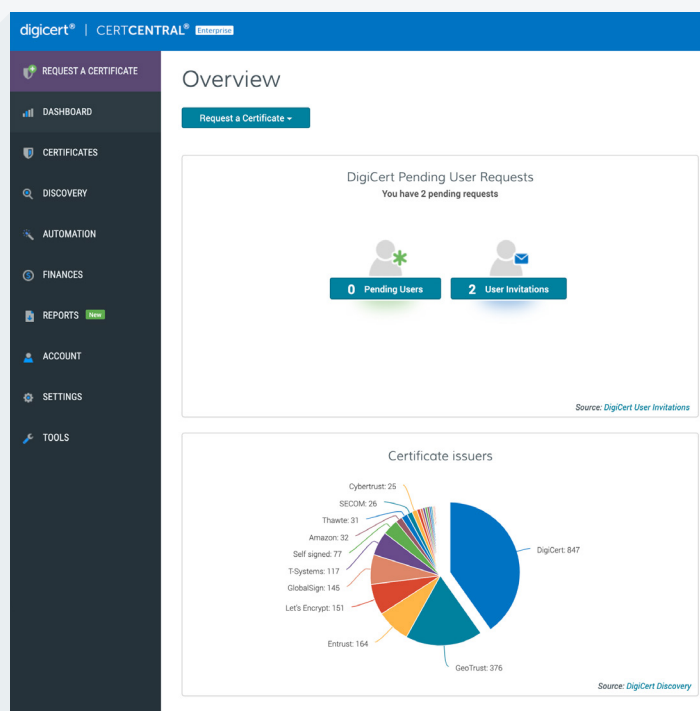 digicert® | CERTCENTRAL® Enterprise
REQUEST A CERTIFICATE
DASHBOARD
CERTIFICATES
DISCOVERY
AUTOMATION
FINANCES
REPORTS New
ACCOUNT
SETTINGS
TOOLS
Overview
Request a Certificate
DigiCert Pending User Requests
You have 2 pending requests
0 Pending Users
2 User Invitations
Source: DigiCert User Invitations
Certificate issuers
Cybertrust: 25
SECOM: 26
Thawte: 31
Amazon: 32
Self signed: 77
T-Systems: 117
GlobalSign: 145
Let's Encrypt: 151
Entrust: 164
GeoTrust: 376
DigiCert: 847
Source: DigiCert Discovery